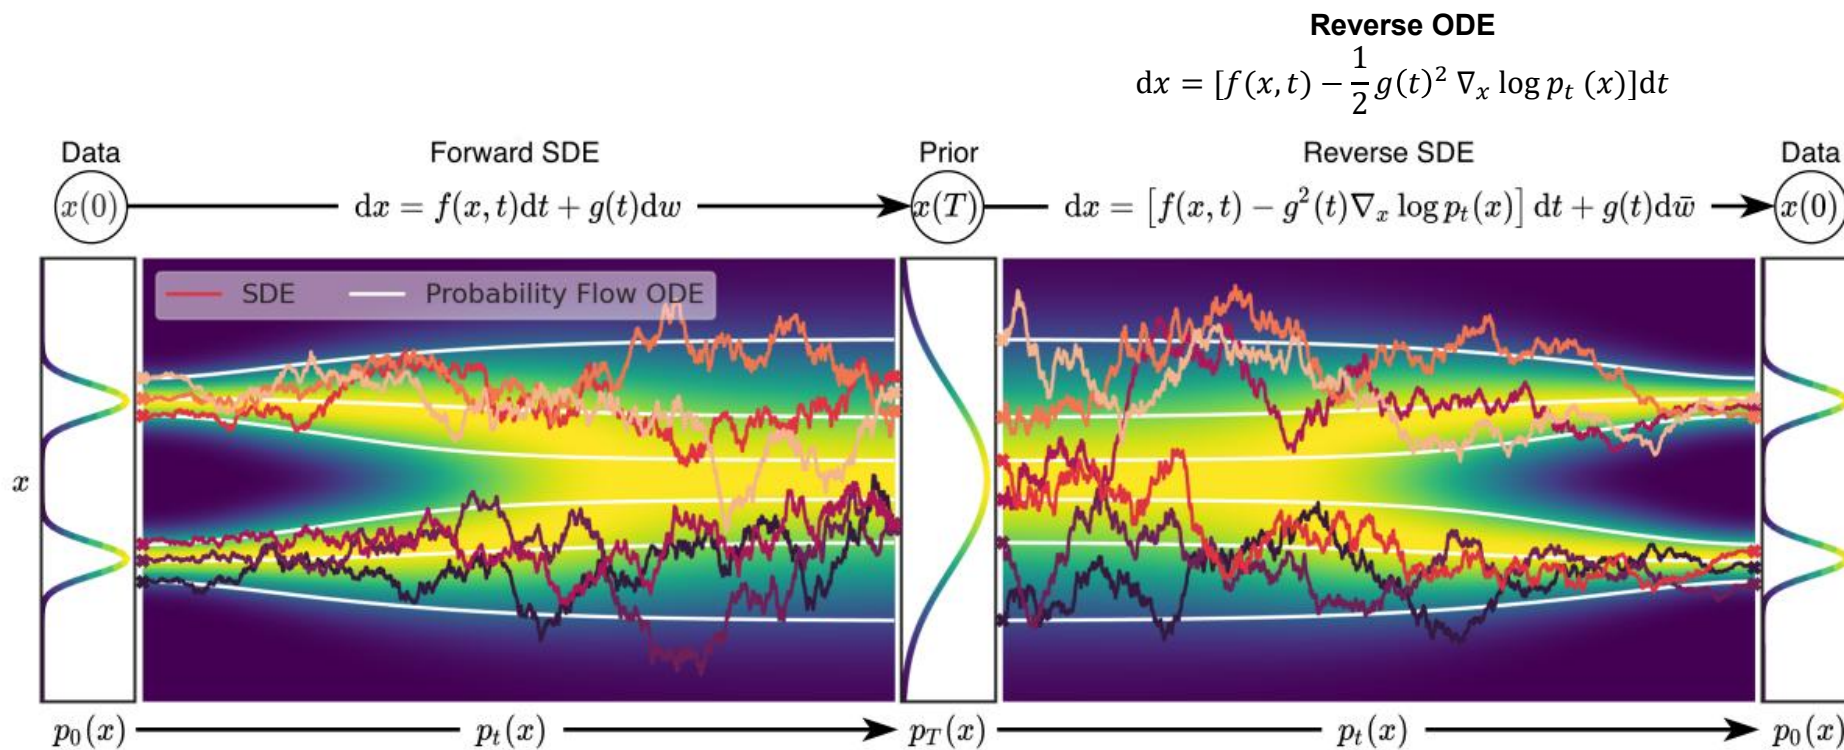 Reverse ODE
dx = [f(x, t) − 1/2 g(t)² ∇ₓ log pₜ (x)]dt
Data Forward SDE Prior Reverse SDE Data
x(0) dx = f(x, t)dt + g(t)dw x(T) dx = [f(x, t) − g²(t)∇ₓ log pₜ(x)] dt + g(t)dw̄ x(0)
SDE Probability Flow ODE
x
p₀(x) pₜ(x) p_T(x) pₜ(x) p₀(x)